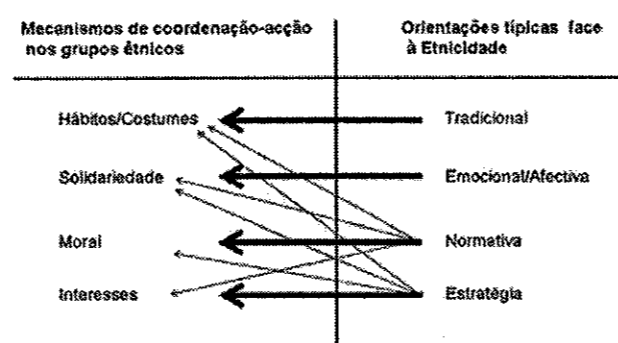 Mecanismos de coordenação-acção
nos grupos étnicos
Orientações típicas face
à Etnicidade
Hábitos/Costumes
Tradicional
Solidariedade
Emocional/Afectiva
Moral
Normativa
Interesses
Estratégia